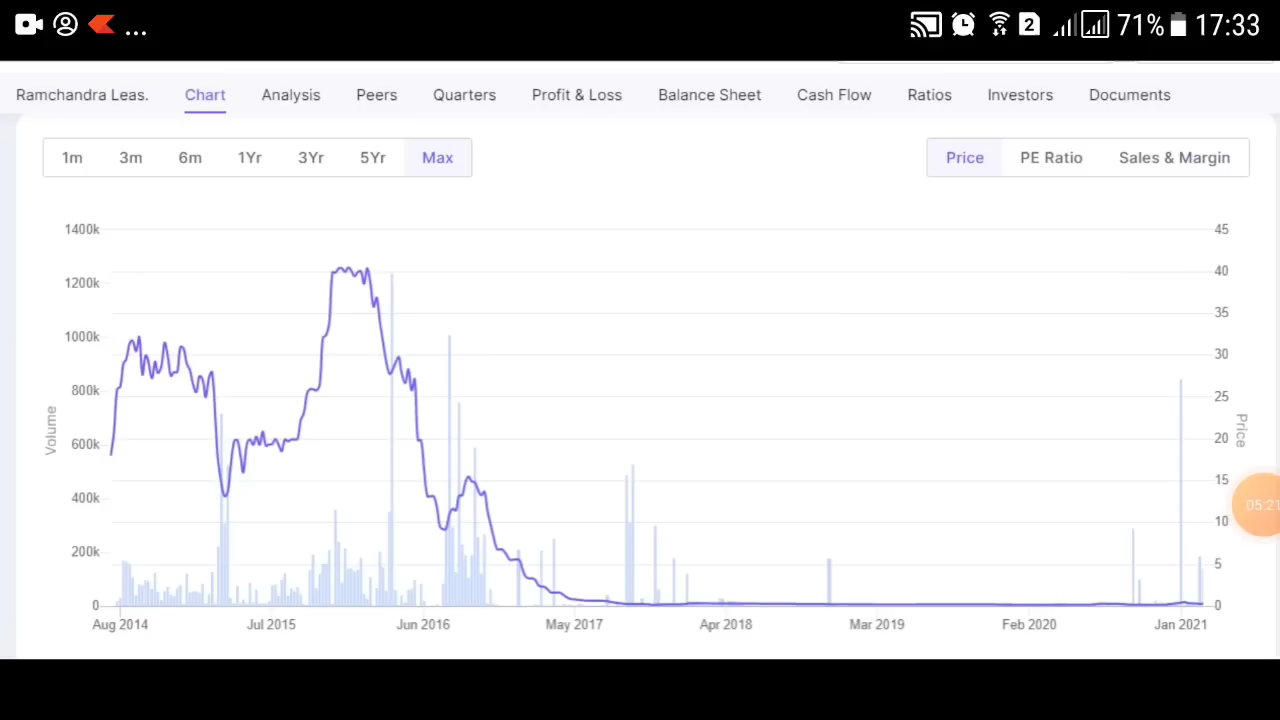 ... 2 71% 17:33
Ramchandra Leas. Chart Analysis Peers Quarters Profit & Loss Balance Sheet Cash Flow Ratios Investors Documents
1m 3m 6m 1Yr 3Yr 5Yr Max Price PE Ratio Sales & Margin
1400k 45
1200k 40
35
1000k 30
800k 25
Volume Price
600k 20
400k 15
05:21
10
200k 5
0 0
Aug 2014 Jul 2015 Jun 2016 May 2017 Apr 2018 Mar 2019 Feb 2020 Jan 2021